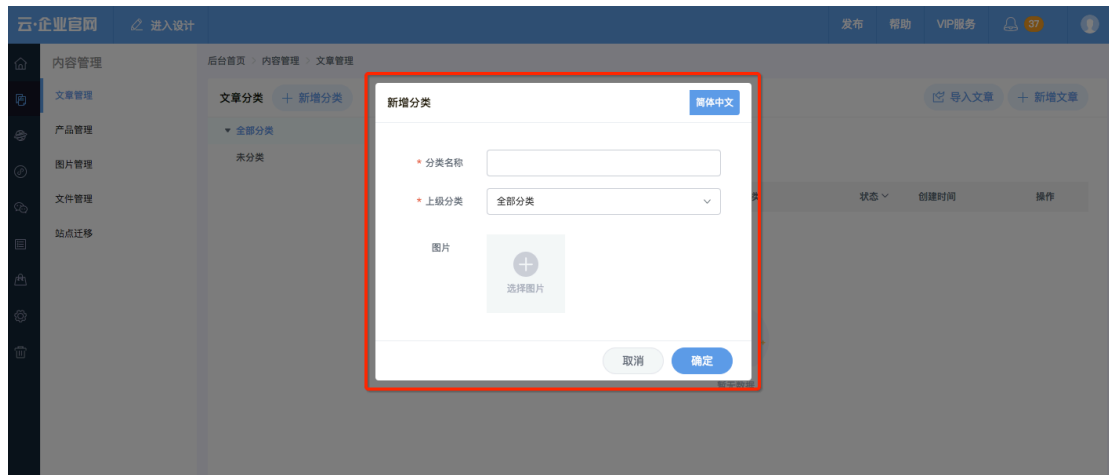 云·企业官网 进入设计 发布 帮助 VIP服务 37
内容管理 后台首页 > 内容管理 > 文章管理
文章管理
产品管理
图片管理
文件管理
站点迁移
文章分类 + 新增分类 导入文章 + 新增文章
全部分类
未分类
状态 创建时间 操作
新增分类 简体中文
* 分类名称
* 上级分类 全部分类
图片
选择图片
取消 确定
暂无数据